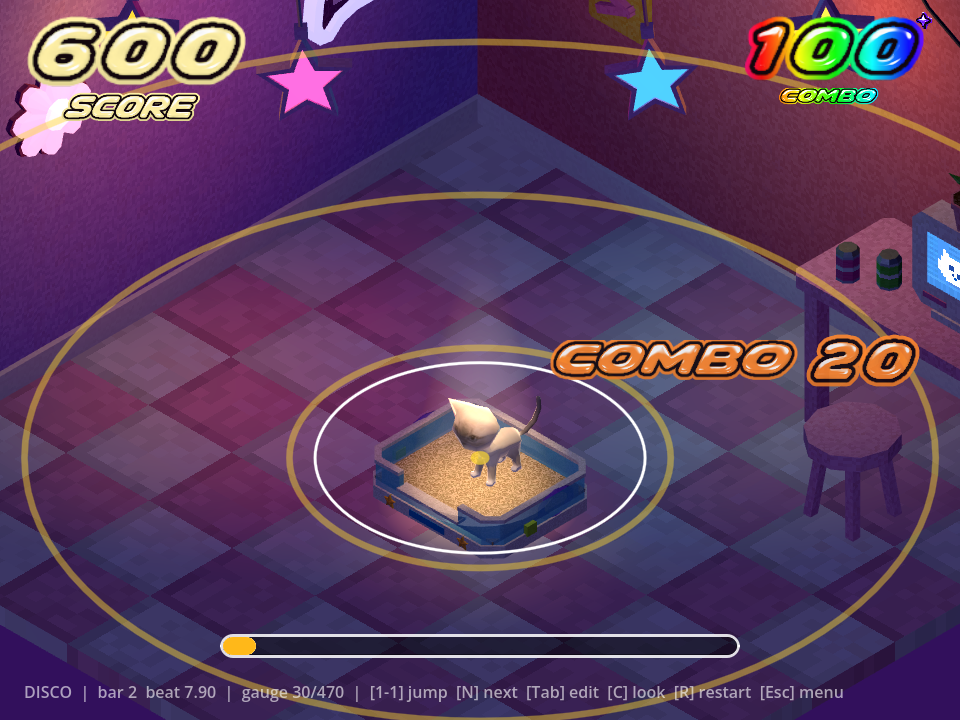 600
SCORE
100
COMBO
COMBO 20
DISCO | bar 2 beat 7.90 | gauge 30/470 | [1-1] jump [N] next [Tab] edit [C] look [R] restart [Esc] menu